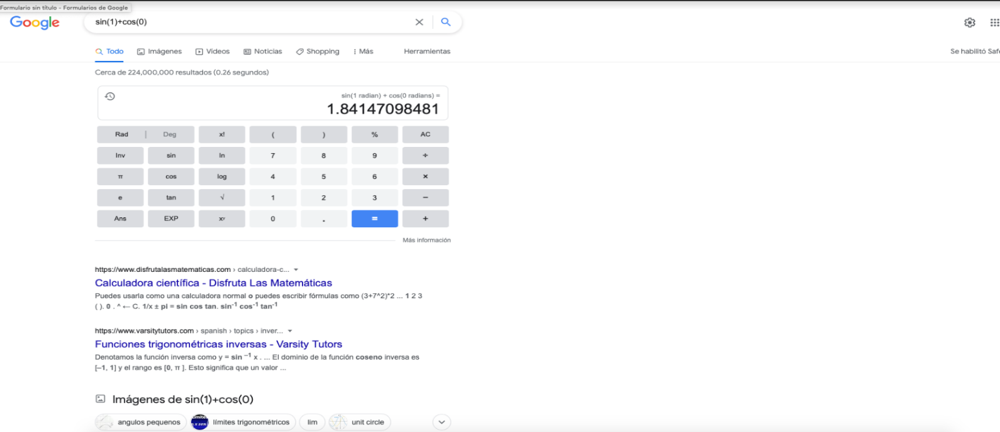 Formulario sin título - Formularios de Google
Google
sin(1)+cos(0)
Todo Imágenes Vídeos Noticias Shopping Más Herramientas Se habilitó Safe
Cerca de 224,000,000 resultados (0.26 segundos)
sin(1 radian) + cos(0 radians) =
1.84147098481
Rad | Deg x! ( ) % AC
Inv sin ln 7 8 9 ÷
π cos log 4 5 6 ×
e tan √ 1 2 3 −
Ans EXP xʸ 0 . = +
Más información
https://www.disfrutalasmatematicas.com › calculadora-c...
Calculadora científica - Disfruta Las Matemáticas
Puedes usarla como una calculadora normal o puedes escribir fórmulas como (3+7^2)*2 ... 1 2 3
( ). 0 . ^ ← C. 1/x ± pi = sin cos tan. sin⁻¹ cos⁻¹ tan⁻¹
https://www.varsitytutors.com › spanish › topics › inver...
Funciones trigonométricas inversas - Varsity Tutors
Denotamos la función inversa como y = sin ⁻¹ x . ... El dominio de la función coseno inversa es
[–1, 1] y el rango es [0, π ]. Esto significa que un valor ...
Imágenes de sin(1)+cos(0)
angulos pequenos límites trigonométricos lim unit circle